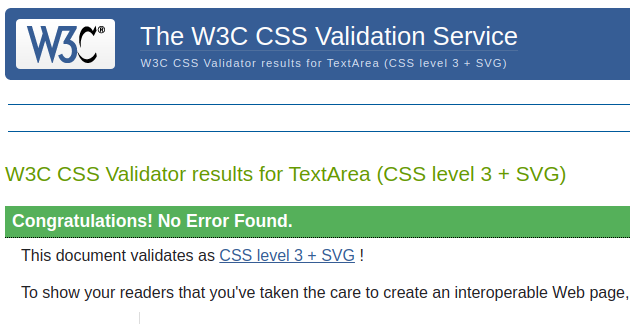 W3C®
The W3C CSS Validation Service
W3C CSS Validator results for TextArea (CSS level 3 + SVG)
W3C CSS Validator results for TextArea (CSS level 3 + SVG)
Congratulations! No Error Found.
This document validates as CSS level 3 + SVG !
To show your readers that you've taken the care to create an interoperable Web page,